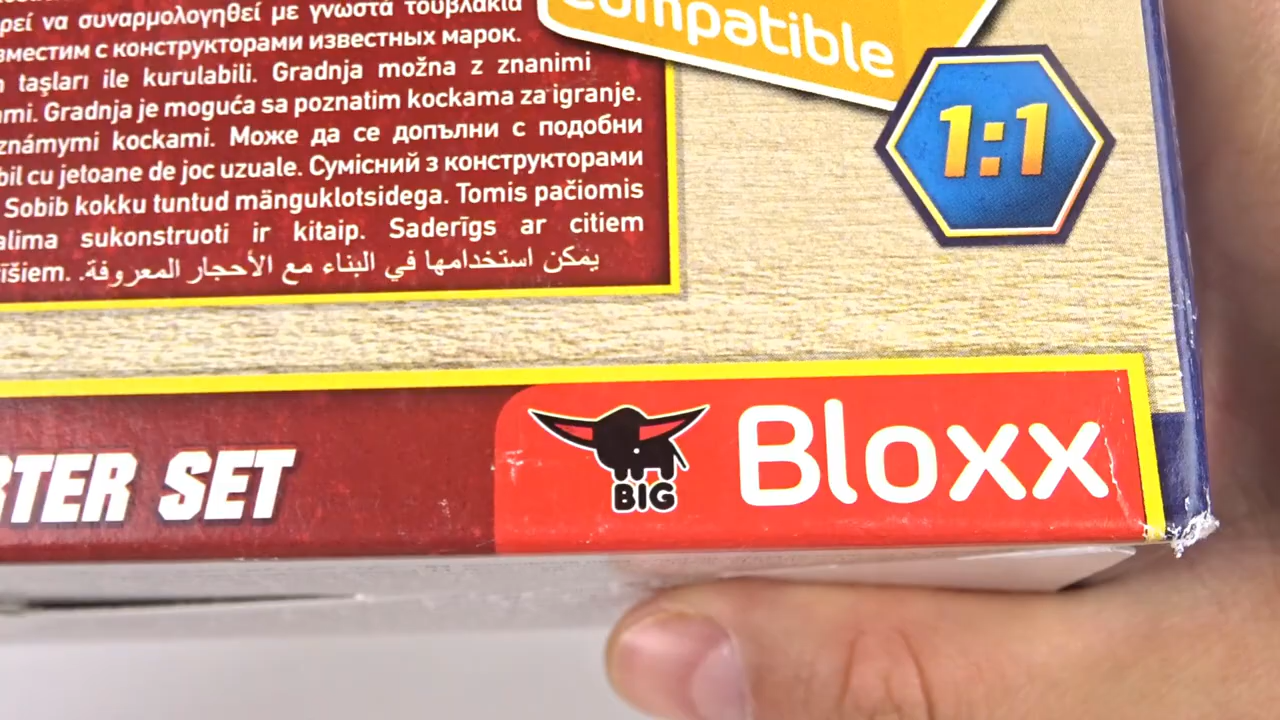 ρεί να συναρμολογηθεί με γνωστά τουβλάκια
вместим с конструкторами известных марок.
taşları ile kurulabili. Gradnja možna z znanimi
Gradnja je moguća sa poznatim kockama za igranje.
známymi kockami. Може да се допълни с подобни
bil cu jetoane de joc uzuale. Сумісний з конструкторами
Sobib kokku tuntud mänguklotsidega. Tomis pačiomis
alima sukonstruoti ir kitaip. Saderīgs ar citiem
īšiem. يمكن استخدامها في البناء مع الأحجار المعروفة.
Compatible
1:1
RTER SET
BIG
Bloxx